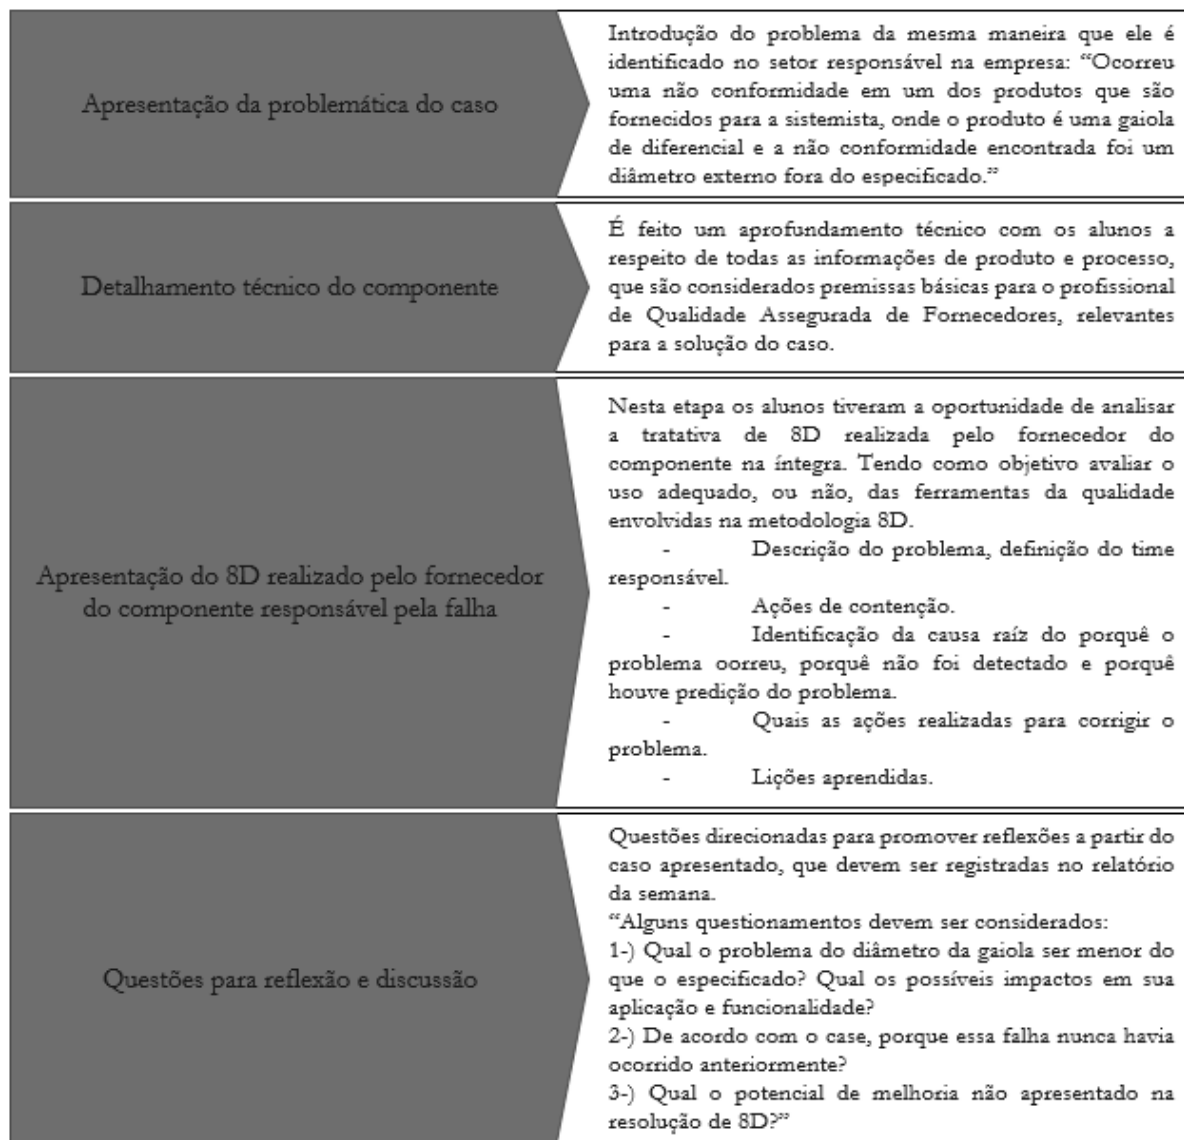 Apresentação da problemática do caso
Introdução do problema da mesma maneira que ele é
identificado no setor responsável na empresa: “Ocorreu
uma não conformidade em um dos produtos que são
fornecidos para a sistemista, onde o produto é uma gaiola
de diferencial e a não conformidade encontrada foi um
diâmetro externo fora do especificado.”
Detalhamento técnico do componente
É feito um aprofundamento técnico com os alunos a
respeito de todas as informações de produto e processo,
que são considerados premissas básicas para o profissional
de Qualidade Assegurada de Fornecedores, relevantes
para a solução do caso.
Apresentação do 8D realizado pelo fornecedor
do componente responsável pela falha
Nesta etapa os alunos tiveram a oportunidade de analisar
a tratativa de 8D realizada pelo fornecedor do
componente na íntegra. Tendo como objetivo avaliar o
uso adequado, ou não, das ferramentas da qualidade
envolvidas na metodologia 8D.
- Descrição do problema, definição do time
responsável.
- Ações de contenção.
- Identificação da causa raíz do porquê o
problema oorreu, porquê não foi detectado e porquê
houve predição do problema.
- Quais as ações realizadas para corrigir o
problema.
- Lições aprendidas.
Questões para reflexão e discussão
Questões direcionadas para promover reflexões a partir do
caso apresentado, que devem ser registradas no relatório
da semana.
“Alguns questionamentos devem ser considerados:
1-) Qual o problema do diâmetro da gaiola ser menor do
que o especificado? Qual os possíveis impactos em sua
aplicação e funcionalidade?
2-) De acordo com o case, porque essa falha nunca havia
ocorrido anteriormente?
3-) Qual o potencial de melhoria não apresentado na
resolução de 8D?”